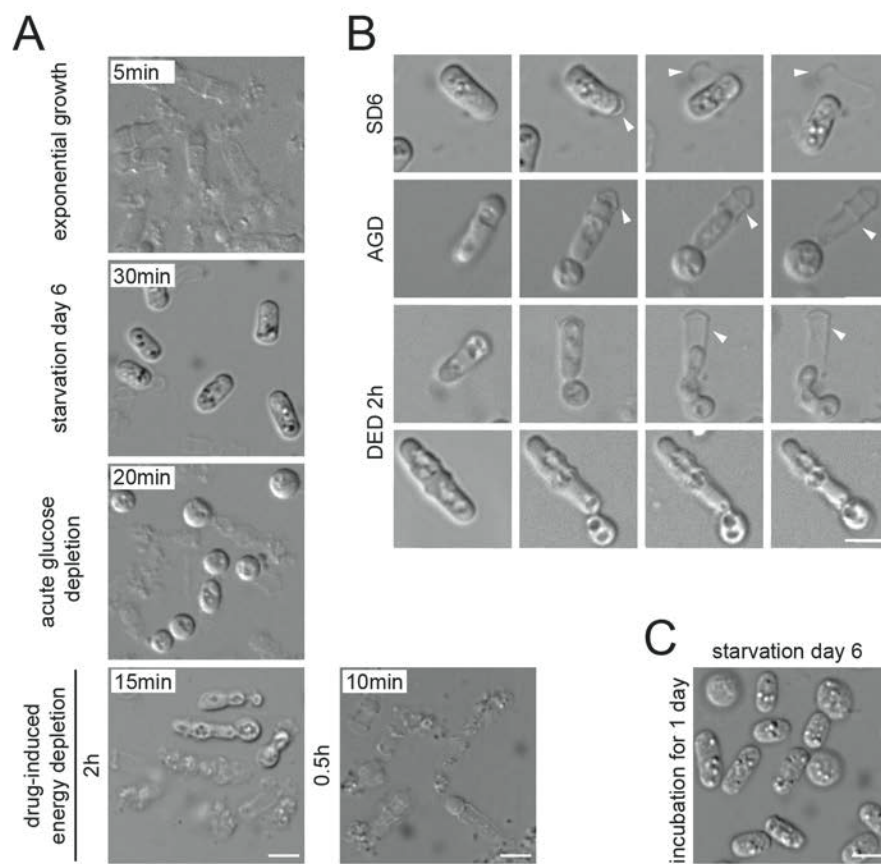 A
B
5min
exponential growth
SD6
30min
starvation day 6
AGD
20min
acute glucose
depletion
DED 2h
C
starvation day 6
15min
10min
drug-induced
energy depletion
2h
0.5h
incubation for 1 day